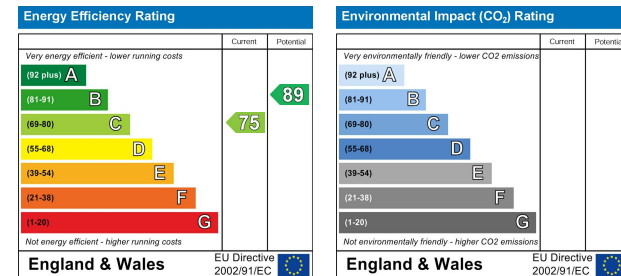 Energy Efficiency Rating
Current Potential
Very energy efficient - lower running costs
(92 plus) A
(81-91) B
89
(69-80) C
75
(55-68) D
(39-54) E
(21-38) F
(1-20) G
Not energy efficient - higher running costs
England & Wales
EU Directive
2002/91/EC
Environmental Impact (CO2) Rating
Current Potentia
Very environmentally friendly - lower CO2 emissions
(92 plus) A
(81-91) B
(69-80) C
(55-68) D
(39-54) E
(21-38) F
(1-20) G
Not environmentally friendly - higher CO2 emissions
England & Wales
EU Directive
2002/91/EC